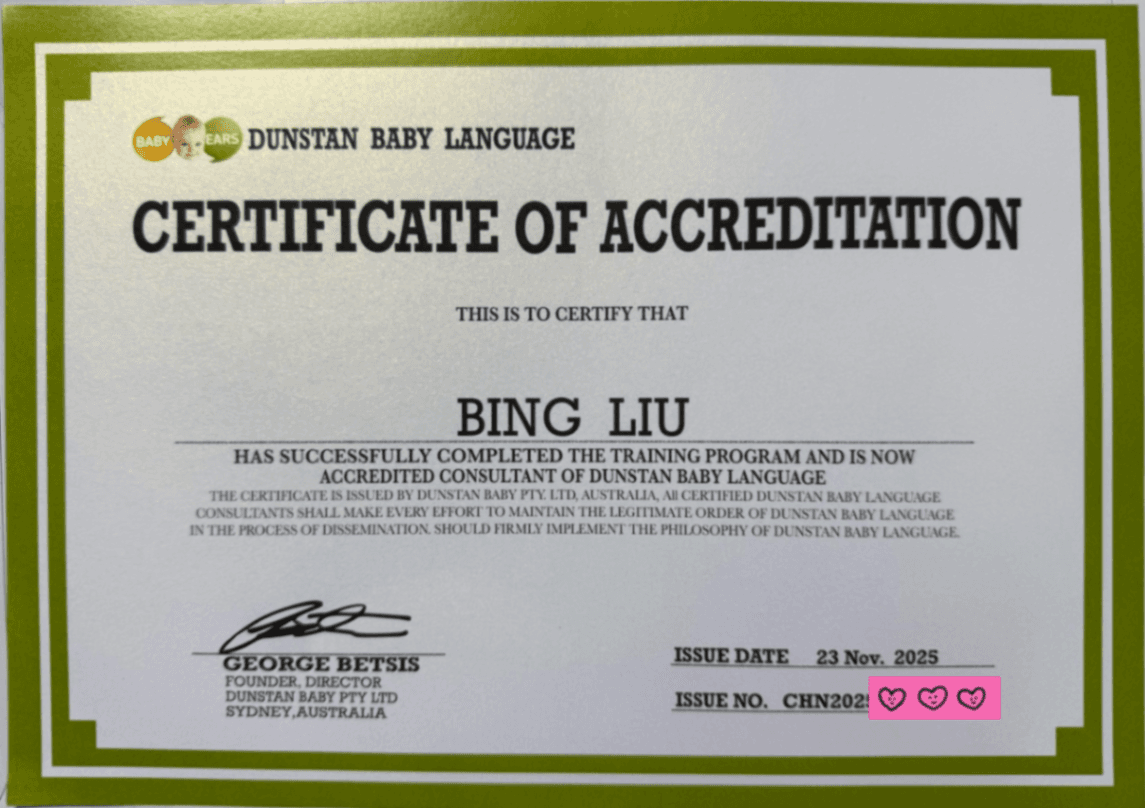 BABY EARS DUNSTAN BABY LANGUAGE
CERTIFICATE OF ACCREDITATION
THIS IS TO CERTIFY THAT
BING LIU
HAS SUCCESSFULLY COMPLETED THE TRAINING PROGRAM AND IS NOW
ACCREDITED CONSULTANT OF DUNSTAN BABY LANGUAGE
THE CERTIFICATE IS ISSUED BY DUNSTAN BABY PTY. LTD, AUSTRALIA, All CERTIFIED DUNSTAN BABY LANGUAGE
CONSULTANTS SHALL MAKE EVERY EFFORT TO MAINTAIN THE LEGITIMATE ORDER OF DUNSTAN BABY LANGUAGE
IN THE PROCESS OF DISSEMINATION. SHOULD FIRMLY IMPLEMENT THE PHILOSOPHY OF DUNSTAN BABY LANGUAGE.
GEORGE BETSIS
FOUNDER, DIRECTOR
DUNSTAN BABY PTY LTD
SYDNEY,AUSTRALIA
ISSUE DATE 23 Nov. 2025
ISSUE NO. CHN2025